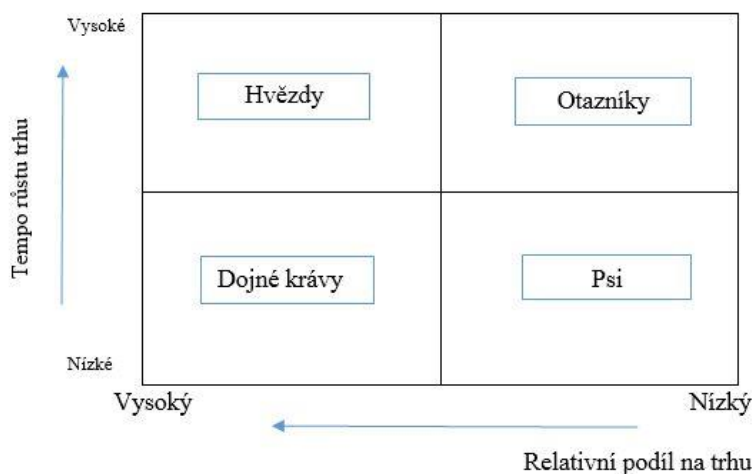 Vysoké
Hvězdy
Otazníky
Tempo růstu trhu
Dojné krávy
Psi
Nízké
Vysoký
Nízký
Relativní podíl na trhu